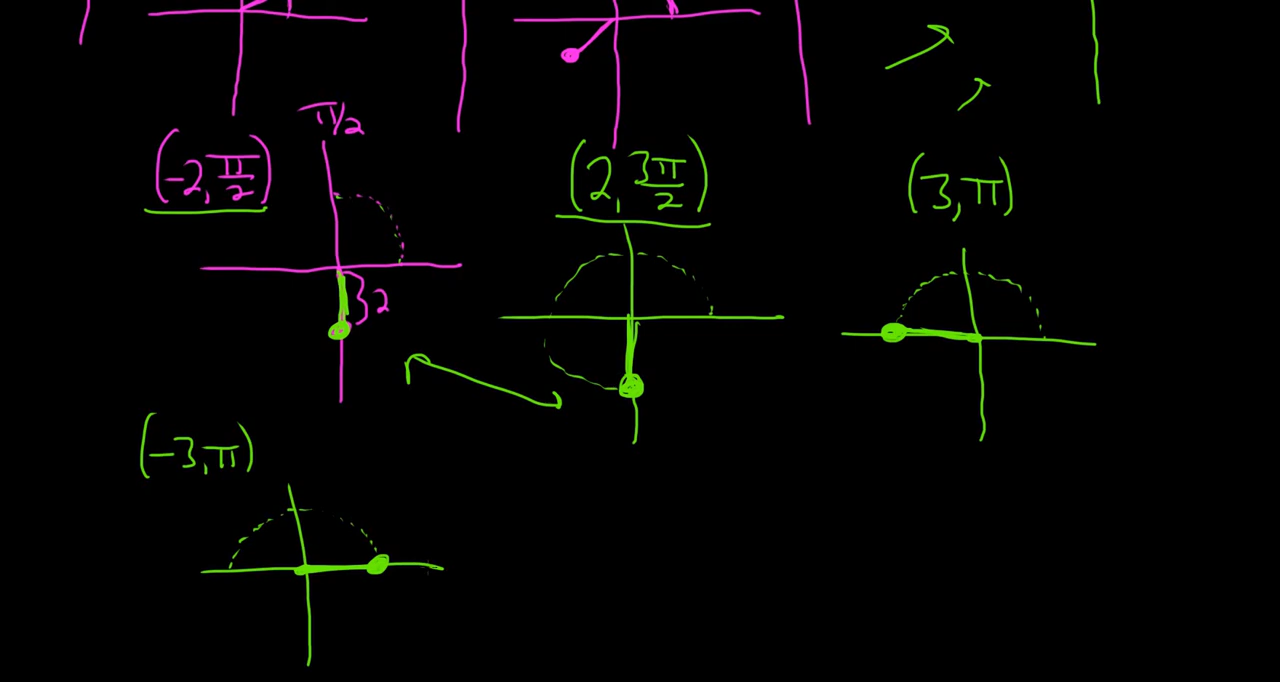 π/2
(-2, π/2)
(2, 3π/2)
(3, π)
2
(-3, π)